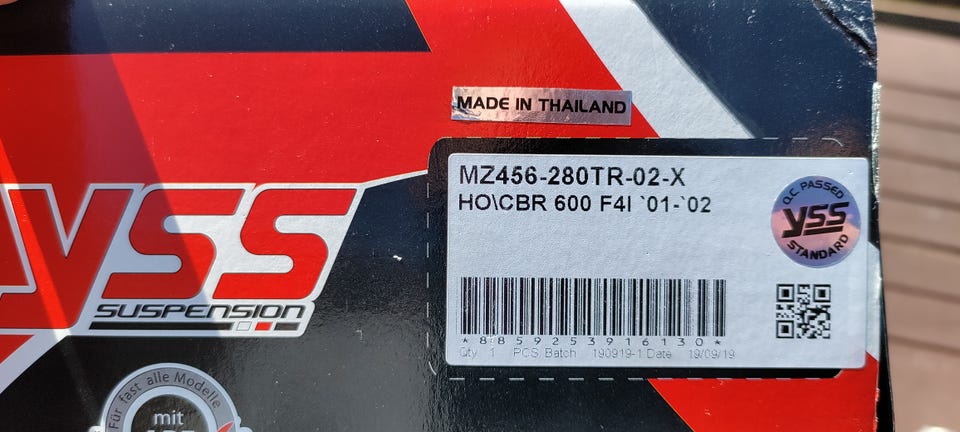 MADE IN THAILAND
MZ456-280TR-02-X
HO\CBR 600 F4I `01-`02
Q.C. PASSED
YSS
STANDARD
YSS
SUSPENSION
*8859253916130*
Qty 1 PCS. Batch 190919-1 Date 19/09/19
Für fast alle Modelle
mit